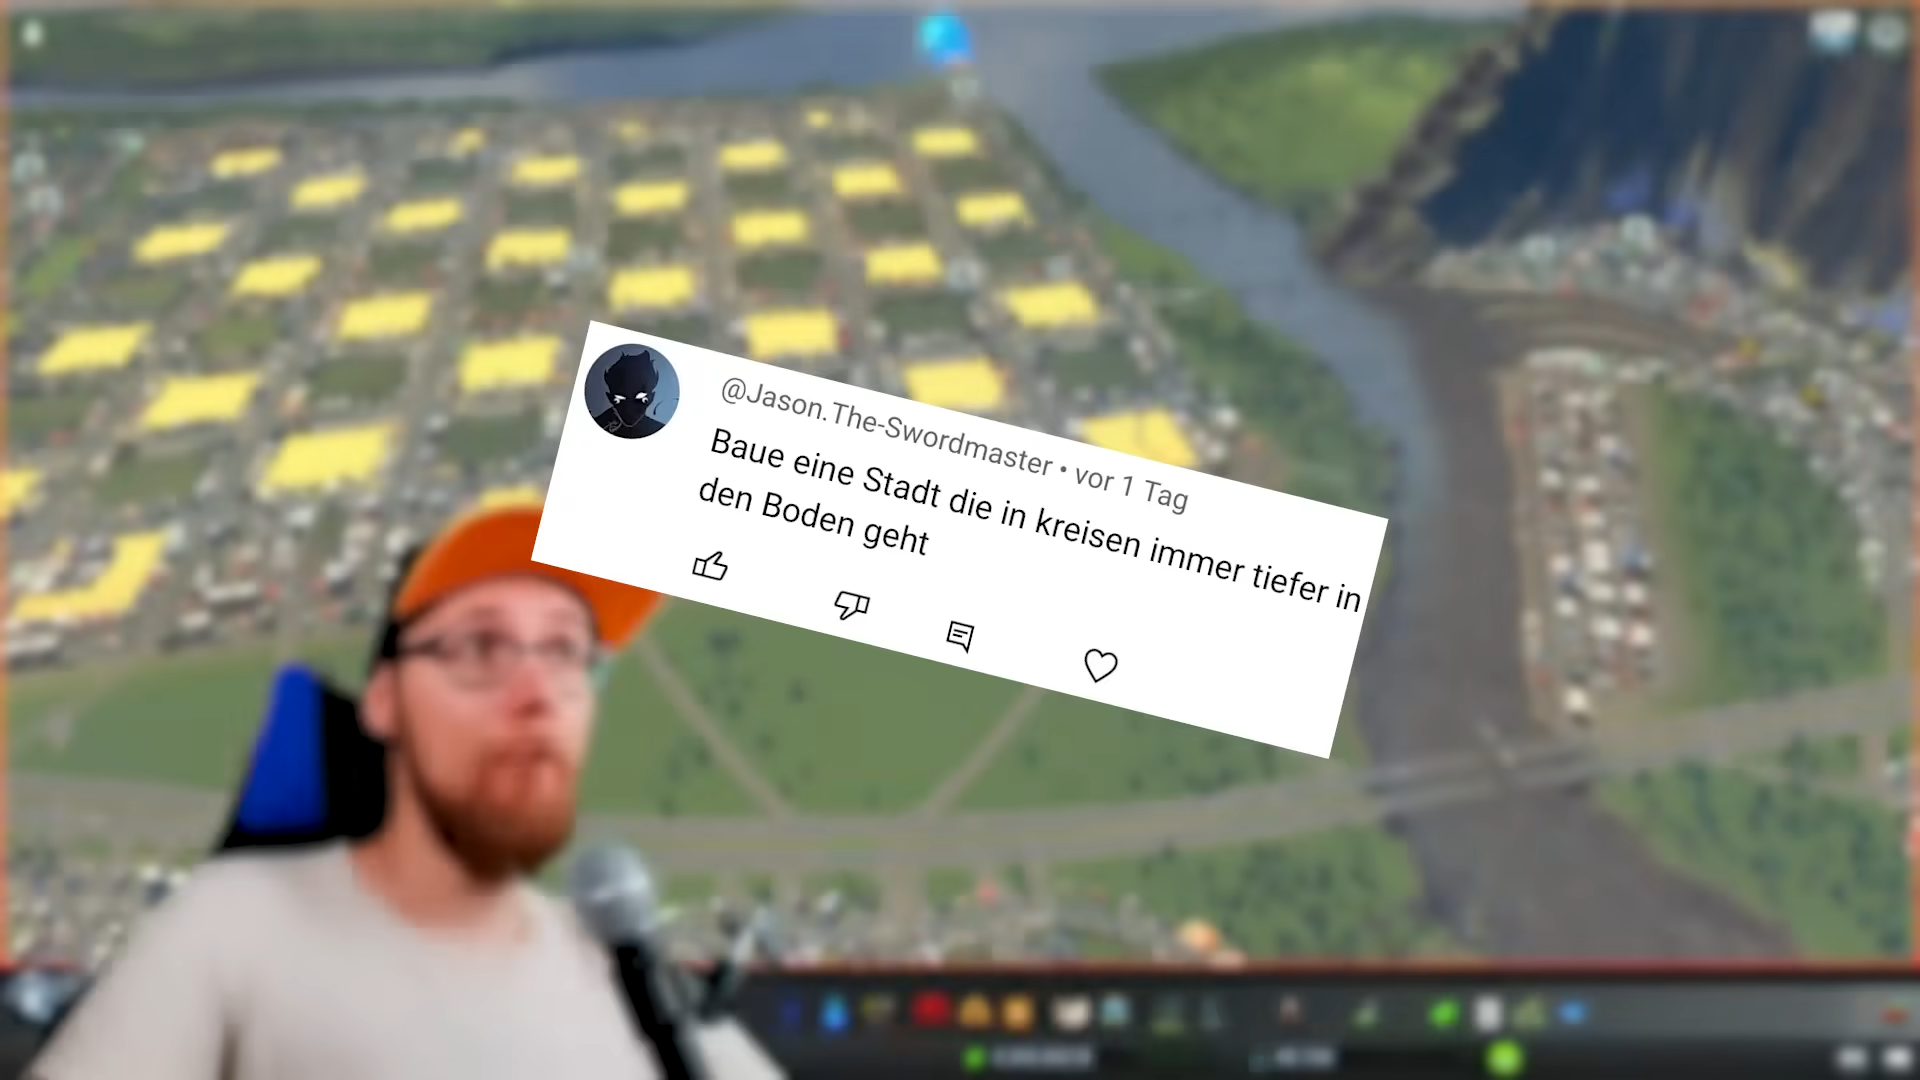 @Jason.The-Swordmaster • vor 1 Tag
Baue eine Stadt die in kreisen immer tiefer in
den Boden geht